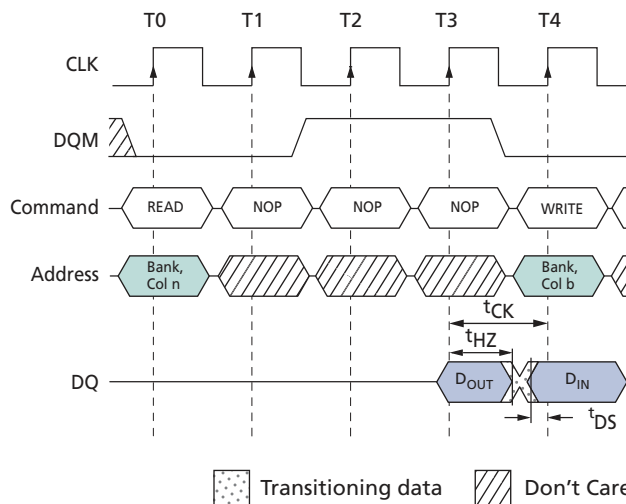 T0 T1 T2 T3 T4
CLK
DQM
Command READ NOP NOP NOP WRITE
Address Bank, Col n Bank, Col b
tCK
tHZ
DQ DOUT DIN
tDS
Transitioning data Don't Care